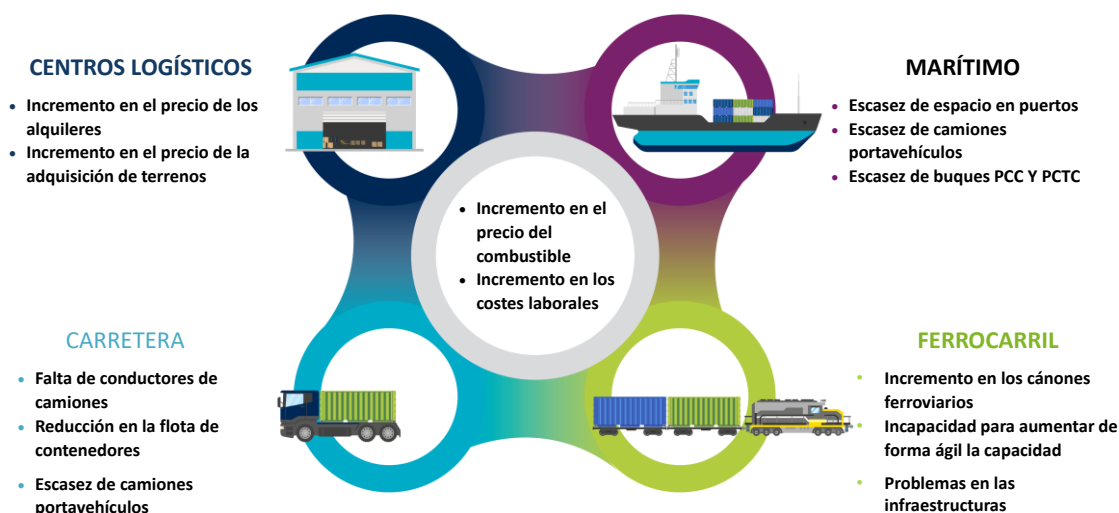 CENTROS LOGÍSTICOS
• Incremento en el precio de los
alquileres
• Incremento en el precio de la
adquisición de terrenos
MARÍTIMO
• Escasez de espacio en puertos
• Escasez de camiones
portavehículos
• Escasez de buques PCC Y PCTC
• Incremento en el
precio del
combustible
• Incremento en los
costes laborales
CARRETERA
• Falta de conductores de
camiones
• Reducción en la flota de
contenedores
• Escasez de camiones
portavehículos
FERROCARRIL
• Incremento en los cánones
ferroviarios
• Incapacidad para aumentar de
forma ágil la capacidad
• Problemas en las
infraestructuras